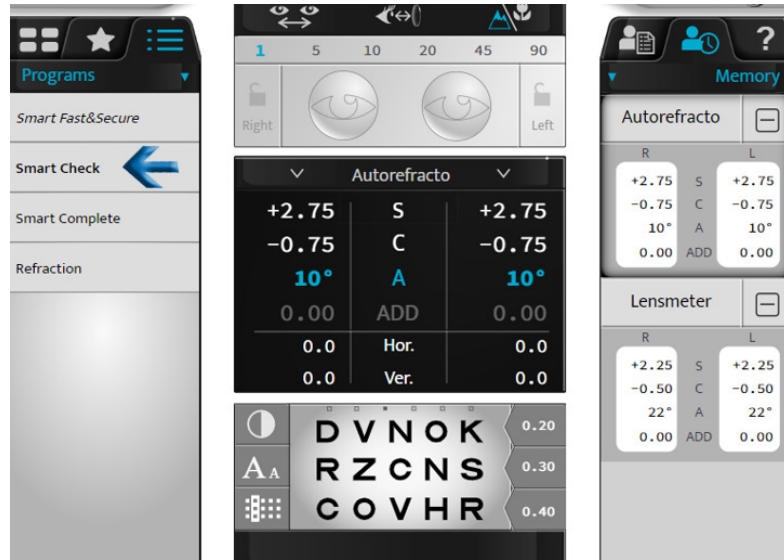 Programs
Smart Fast&Secure
Smart Check
Smart Complete
Refraction
1 5 10 20 45 90
Right Left
Autorefracto
+2.75 S +2.75
-0.75 C -0.75
10° A 10°
0.00 ADD 0.00
0.0 Hor. 0.0
0.0 Ver. 0.0
D V N O K 0.20
A A R Z C N S 0.30
C O V H R 0.40
?
Memory
Autorefracto
R L
+2.75 S +2.75
-0.75 C -0.75
10° A 10°
0.00 ADD 0.00
Lensmeter
R L
+2.25 S +2.25
-0.50 C -0.50
22° A 22°
0.00 ADD 0.00